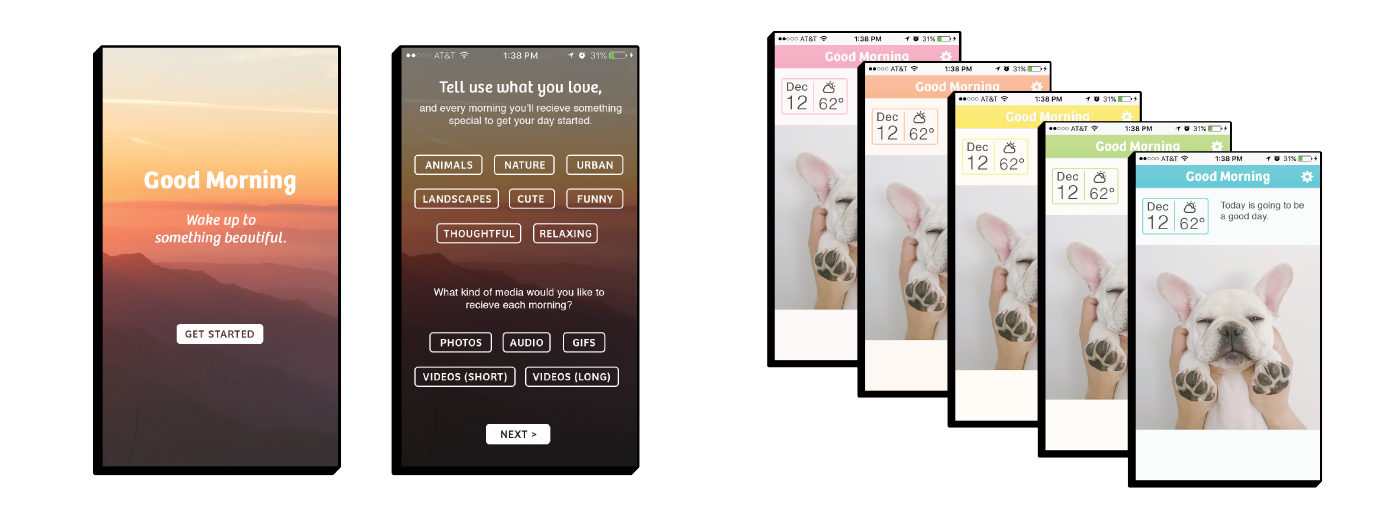 Good Morning
Wake up to
something beautiful.
GET STARTED
AT&T 1:38 PM 31%
Tell use what you love,
and every morning you'll recieve something
special to get your day started.
ANIMALS NATURE URBAN
LANDSCAPES CUTE FUNNY
THOUGHTFUL RELAXING
What kind of media would you like to
recieve each morning?
PHOTOS AUDIO GIFS
VIDEOS (SHORT) VIDEOS (LONG)
NEXT >
AT&T 1:38 PM 31%
Good Morning
Dec
12 62°
AT&T 1:38 PM 31%
Good Morning
Dec
12 62°
AT&T 1:38 PM 31%
Good Morning
Dec
12 62°
AT&T 1:38 PM 31%
Good Morning
Dec
12 62°
AT&T 1:38 PM 31%
Good Morning
Dec
12 62°
Today is going to be
a good day.